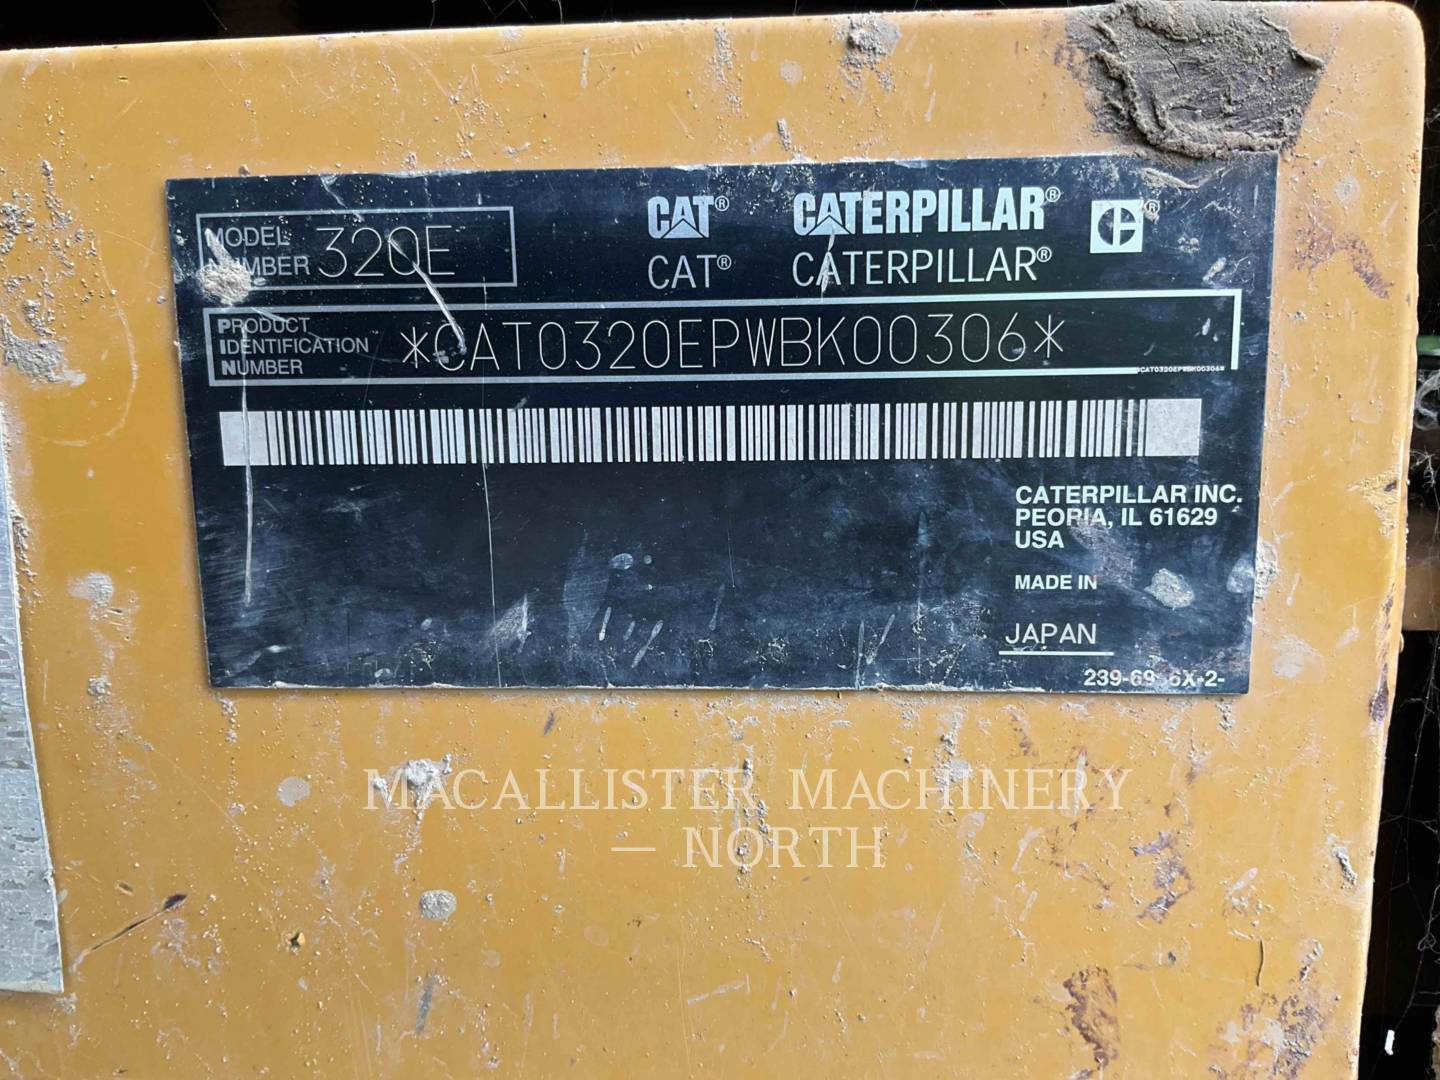 MODEL
NUMBER 320E
CAT® CATERPILLAR® ®
CAT® CATERPILLAR®
PRODUCT
IDENTIFICATION
NUMBER
*CAT0320EPWBK00306*
*CAT0320EPWBK00306*
CATERPILLAR INC.
PEORIA, IL 61629
USA
MADE IN
JAPAN
MACALLISTER MACHINERY
— NORTH